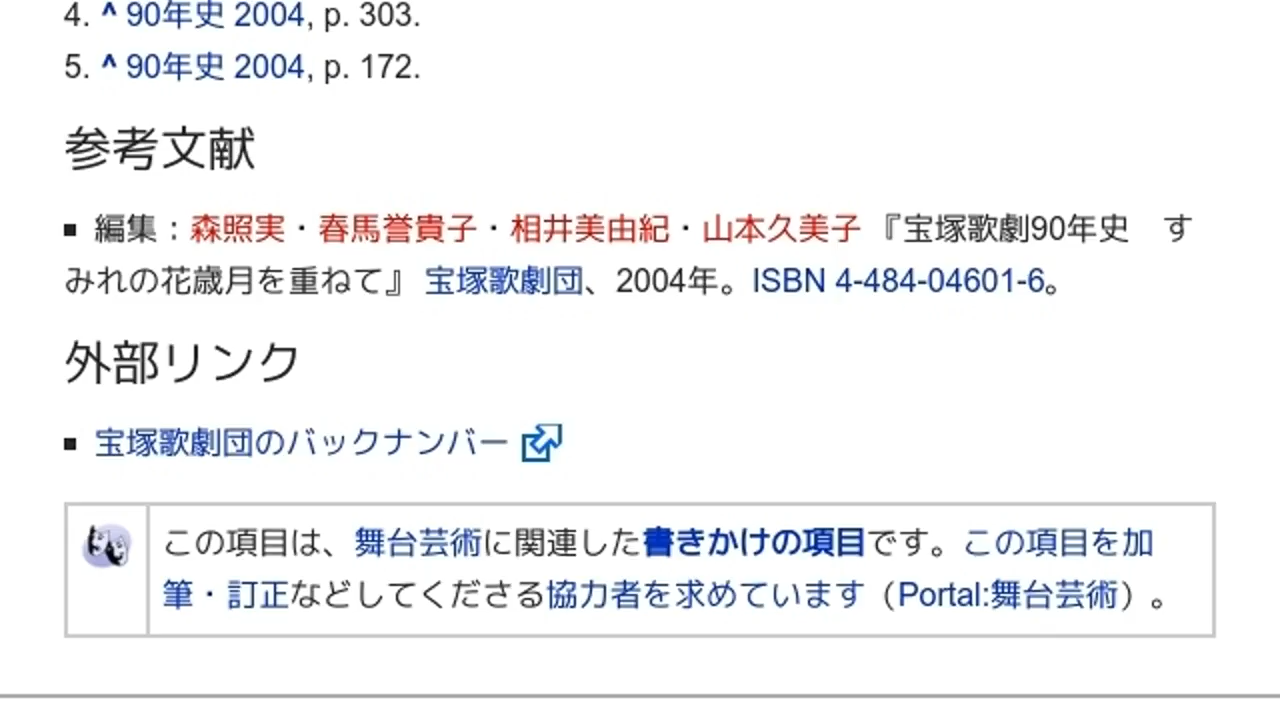 4. ^ 90年史 2004, p. 303.
5. ^ 90年史 2004, p. 172.
参考文献
▪ 編集：森照実・春馬誉貴子・相井美由紀・山本久美子 『宝塚歌劇90年史　す
みれの花歳月を重ねて』 宝塚歌劇団、2004年。ISBN 4-484-04601-6。
外部リンク
▪ 宝塚歌劇団のバックナンバー
この項目は、舞台芸術に関連した書きかけの項目です。この項目を加
筆・訂正などしてくださる協力者を求めています（Portal:舞台芸術）。